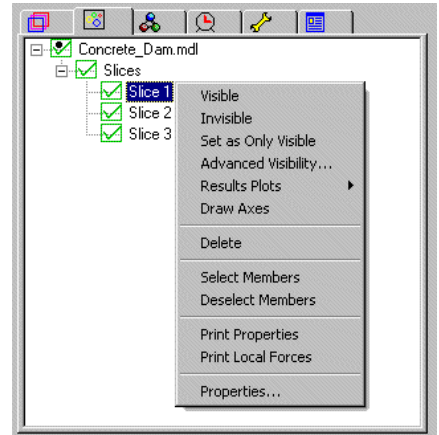 Concrete_Dam.mdl
Slices
Slice 1
Slice 2
Slice 3
Visible
Invisible
Set as Only Visible
Advanced Visibility...
Results Plots
Draw Axes
Delete
Select Members
Deselect Members
Print Properties
Print Local Forces
Properties...